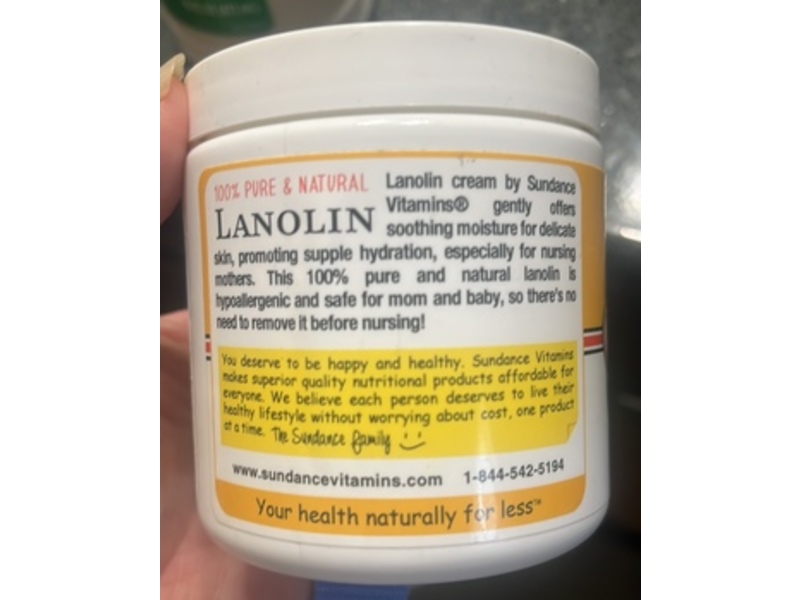 100% PURE & NATURAL
LANOLIN
Lanolin cream by Sundance
Vitamins® gently offers
soothing moisture for delicate
skin, promoting supple hydration, especially for nursing
mothers. This 100% pure and natural lanolin is
hypoallergenic and safe for mom and baby, so there's no
need to remove it before nursing!
You deserve to be happy and healthy. Sundance Vitamins
makes superior quality nutritional products affordable for
everyone. We believe each person deserves to live their
healthy lifestyle without worrying about cost, one product
at a time. The Sundance family
www.sundancevitamins.com 1-844-542-5194
Your health naturally for less™